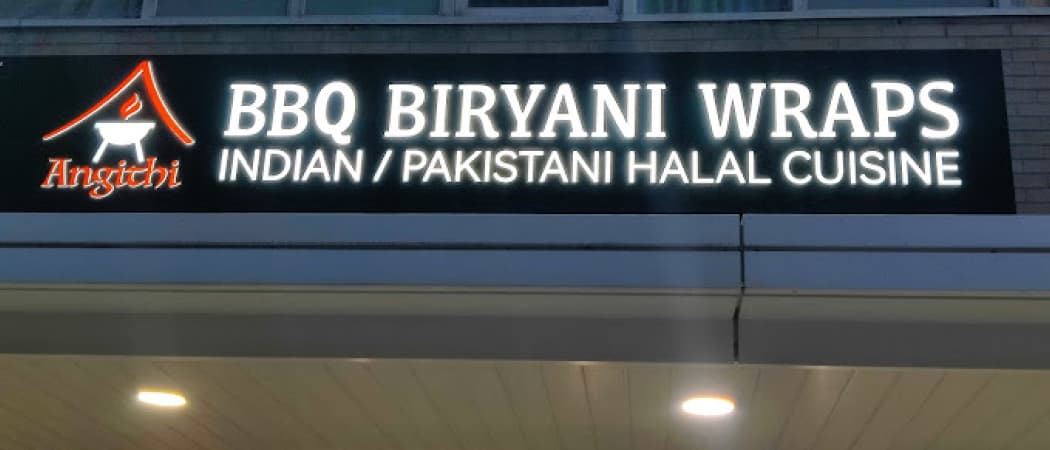 Angithi
BBQ BIRYANI WRAPS
INDIAN / PAKISTANI HALAL CUISINE